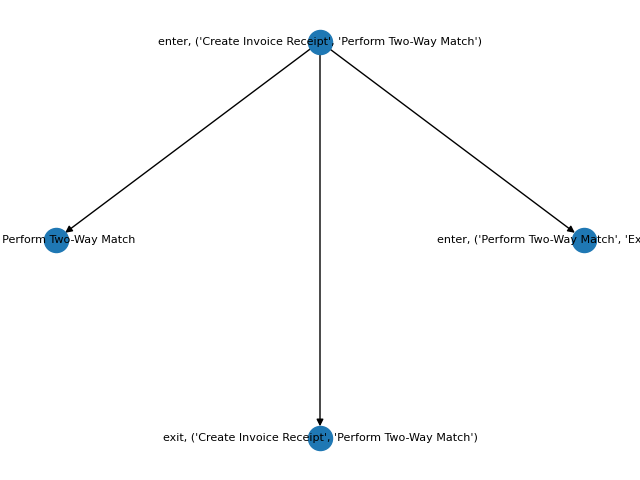 enter, ('Create Invoice Receipt', 'Perform Two-Way Match')
Perform Two-Way Match
enter, ('Perform Two-Way Match', 'Ex
exit, ('Create Invoice Receipt', 'Perform Two-Way Match')